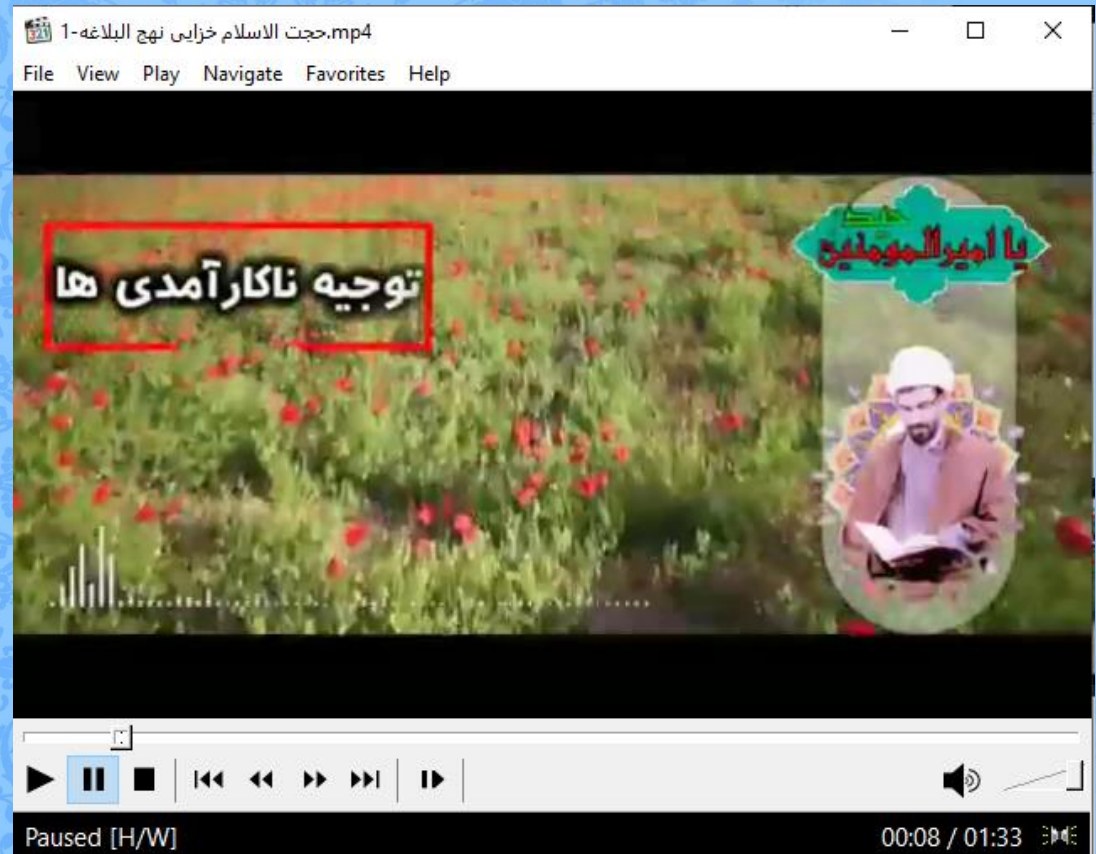 حجت الاسلام خزایی نهج البلاغه-1.mp4
File View Play Navigate Favorites Help
یا امیرالمومنین
حیدر
توجیه ناکارآمدی ها
Paused [H/W]
00:08 / 01:33